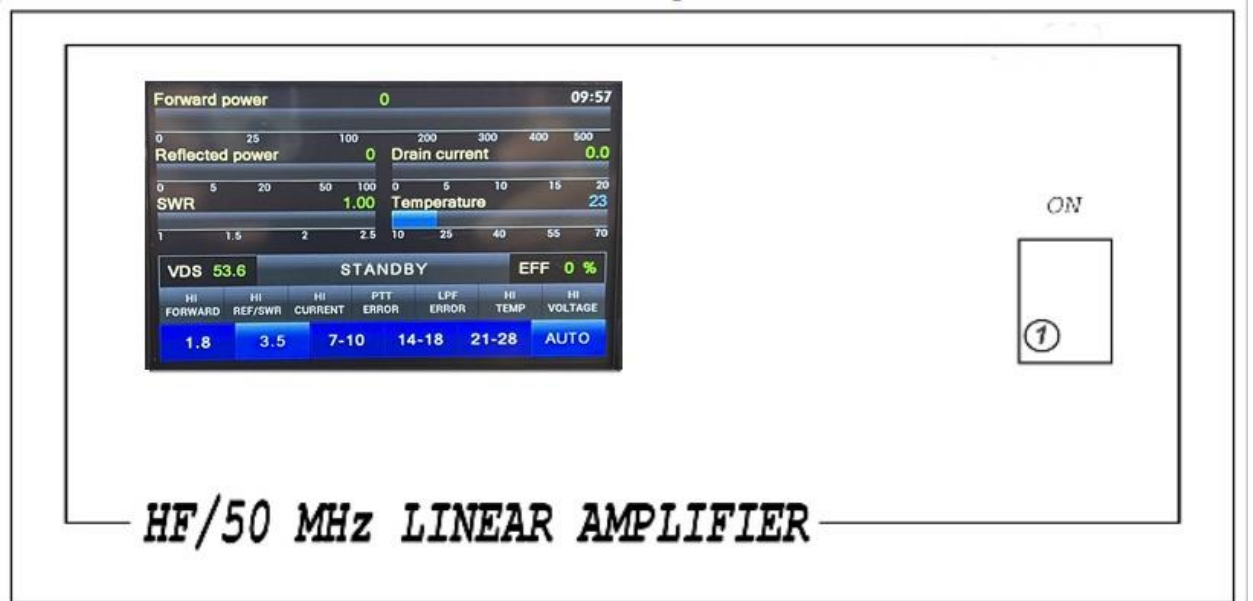 Forward power 0 09:57
0 25 100 200 300 400 500
Reflected power 0 Drain current 0.0
0 5 20 50 100 0 5 10 15 20
SWR 1.00 Temperature 23
1 1.5 2 2.5 10 25 40 55 70
VDS 53.6 STANDBY EFF 0 %
HI FORWARD HI REF/SWR HI CURRENT PTT ERROR LPF ERROR HI TEMP HI VOLTAGE
1.8 3.5 7-10 14-18 21-28 AUTO
ON
1
HF/50 MHz LINEAR AMPLIFIER